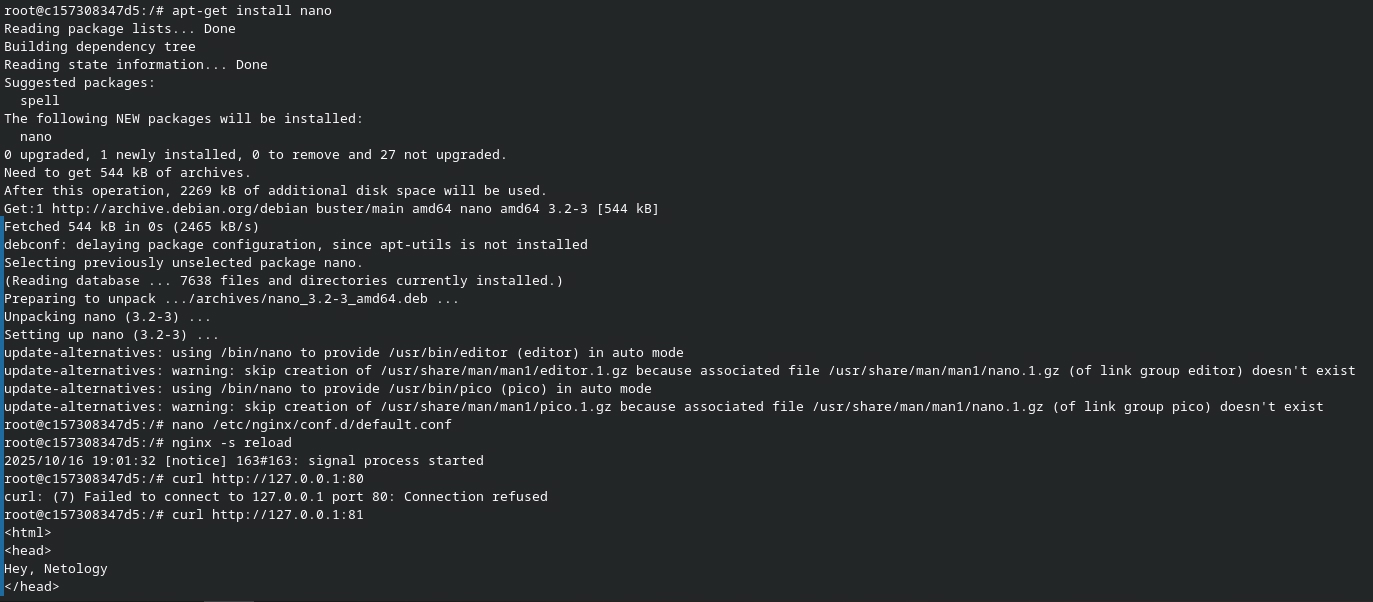 root@c157308347d5:/# apt-get install nano
Reading package lists... Done
Building dependency tree
Reading state information... Done
Suggested packages:
  spell
The following NEW packages will be installed:
  nano
0 upgraded, 1 newly installed, 0 to remove and 27 not upgraded.
Need to get 544 kB of archives.
After this operation, 2269 kB of additional disk space will be used.
Get:1 http://archive.debian.org/debian buster/main amd64 nano amd64 3.2-3 [544 kB]
Fetched 544 kB in 0s (2465 kB/s)
debconf: delaying package configuration, since apt-utils is not installed
Selecting previously unselected package nano.
(Reading database ... 7638 files and directories currently installed.)
Preparing to unpack .../archives/nano_3.2-3_amd64.deb ...
Unpacking nano (3.2-3) ...
Setting up nano (3.2-3) ...
update-alternatives: using /bin/nano to provide /usr/bin/editor (editor) in auto mode
update-alternatives: warning: skip creation of /usr/share/man/man1/editor.1.gz because associated file /usr/share/man/man1/nano.1.gz (of link group editor) doesn't exist
update-alternatives: using /bin/nano to provide /usr/bin/pico (pico) in auto mode
update-alternatives: warning: skip creation of /usr/share/man/man1/pico.1.gz because associated file /usr/share/man/man1/nano.1.gz (of link group pico) doesn't exist
root@c157308347d5:/# nano /etc/nginx/conf.d/default.conf
root@c157308347d5:/# nginx -s reload
2025/10/16 19:01:32 [notice] 163#163: signal process started
root@c157308347d5:/# curl http://127.0.0.1:80
curl: (7) Failed to connect to 127.0.0.1 port 80: Connection refused
root@c157308347d5:/# curl http://127.0.0.1:81
<html>
<head>
Hey, Netology
</head>